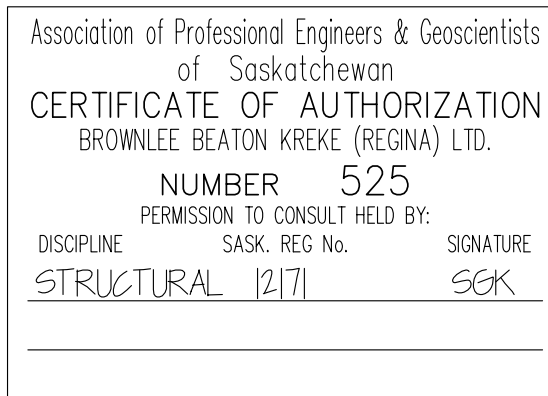 Association of Professional Engineers & Geoscientists
of Saskatchewan
CERTIFICATE OF AUTHORIZATION
BROWNLEE BEATON KREKE (REGINA) LTD.
NUMBER 525
PERMISSION TO CONSULT HELD BY:
DISCIPLINE SASK. REG No. SIGNATURE
STRUCTURAL 12171 SGK